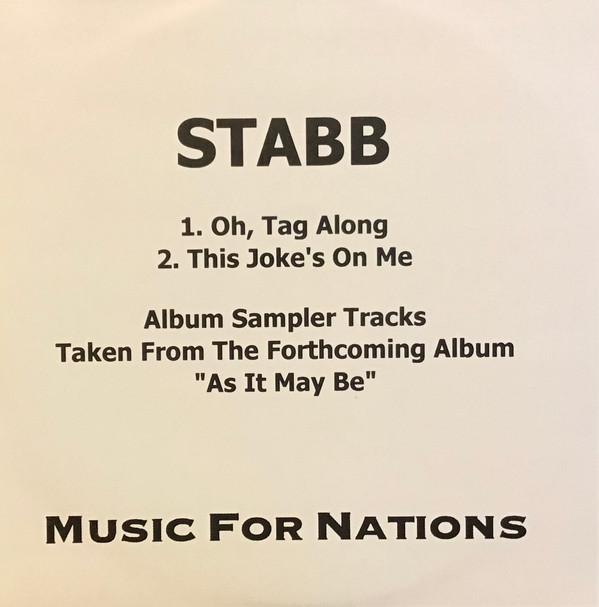 STABB
1. Oh, Tag Along
2. This Joke's On Me
Album Sampler Tracks
Taken From The Forthcoming Album
"As It May Be"
MUSIC FOR NATIONS